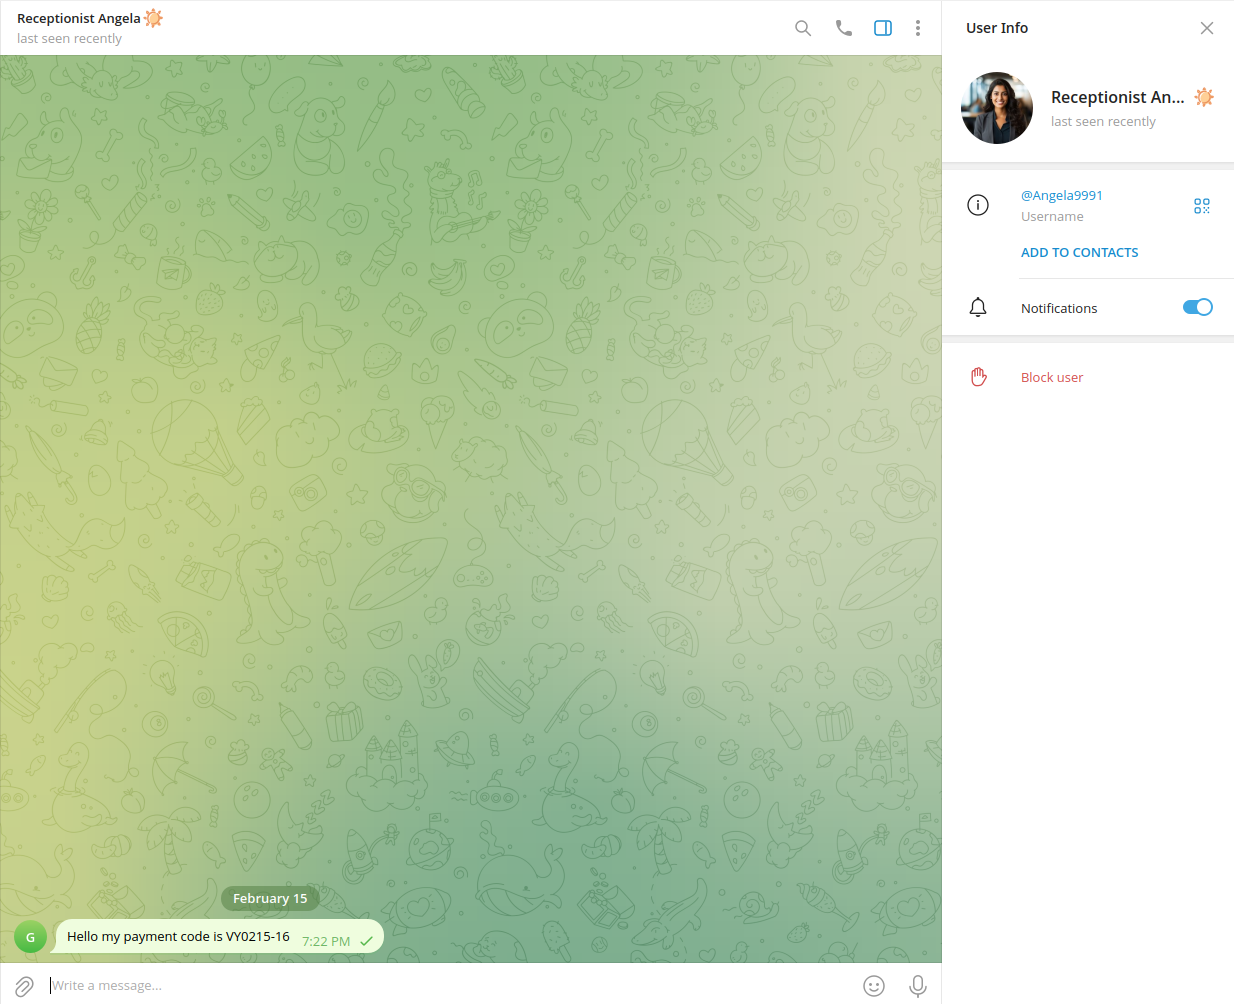 Receptionist Angela
last seen recently
User Info
Receptionist An...
last seen recently
@Angela9991
Username
ADD TO CONTACTS
Notifications
Block user
February 15
G
Hello my payment code is VY0215-16
7:22 PM
Write a message...